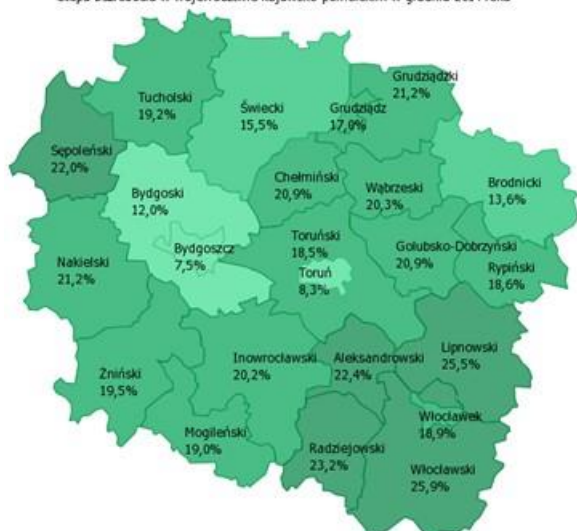 Tucholski
19,2%
Świecki
15,5%
Grudziądzki
21,2%
Grudziądz
17,0%
Sępoleński
22,0%
Bydgoski
12,0%
Chełmiński
20,9%
Wąbrzeski
20,3%
Brodnicki
13,6%
Nakielski
21,2%
Bydgoszcz
7,5%
Toruński
18,5%
Toruń
8,3%
Golubsko-Dobrzyński
20,9%
Rypiński
18,6%
Żniński
19,5%
Inowrocławski
20,2%
Aleksandrowski
22,4%
Lipnowski
25,5%
Mogileński
19,0%
Radziejowski
23,2%
Włocławek
18,9%
Włocławski
25,9%